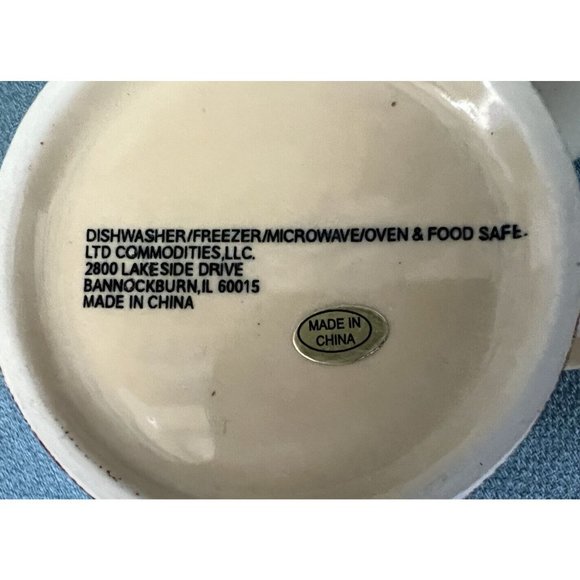 DISHWASHER/FREEZER/MICROWAVE/OVEN & FOOD SAFE.
LTD COMMODITIES,LLC.
2800 LAKESIDE DRIVE
BANNOCKBURN,IL 60015
MADE IN CHINA
MADE IN
CHINA